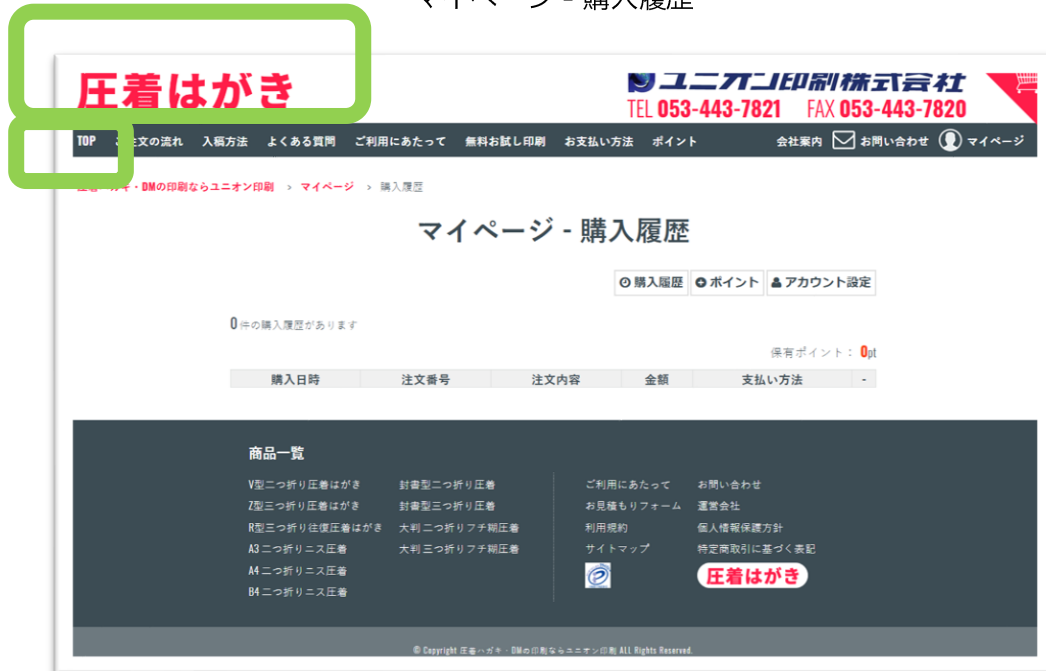 マイページ - 購入履歴
圧着はがき
ユニオン印刷株式会社
TEL 053-443-7821 FAX 053-443-7820
TOP ご注文の流れ 入稿方法 よくある質問 ご利用にあたって 無料お試し印刷 お支払い方法 ポイント 会社案内 お問い合わせ マイページ
圧着ハガキ・DMの印刷ならユニオン印刷 > マイページ > 購入履歴
マイページ - 購入履歴
購入履歴 ポイント アカウント設定
0件の購入履歴があります
保有ポイント： 0pt
購入日時 注文番号 注文内容 金額 支払い方法 -
商品一覧
V型二つ折り圧着はがき 封書型二つ折り圧着 ご利用にあたって お問い合わせ
Z型三つ折り圧着はがき 封書型三つ折り圧着 お見積もりフォーム 運営会社
R型三つ折り往復圧着はがき 大判二つ折りフチ糊圧着 利用規約 個人情報保護方針
A3二つ折りニス圧着 大判三つ折りフチ糊圧着 サイトマップ 特定商取引に基づく表記
A4二つ折りニス圧着 圧着はがき
B4二つ折りニス圧着
© Copyright 圧着ハガキ・DMの印刷ならユニオン印刷 ALL Rights Reserved.